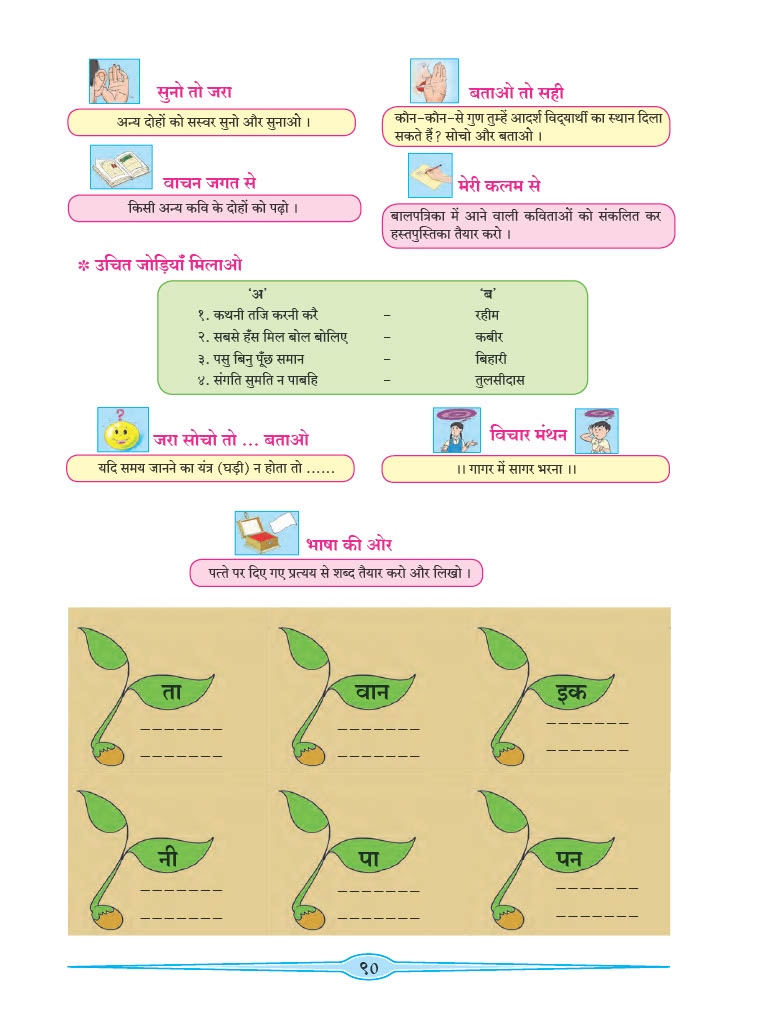 सुनो तो जरा
अन्य दोहों को सस्वर सुनो और सुनाओ ।
बताओ तो सही
कौन-कौन-से गुण तुम्हें आदर्श विद्‍यार्थी का स्थान दिला
सकते हैं ? सोचो और बताओ ।
वाचन जगत से
किसी अन्य कवि के दोहों को पढ़ो ।
मेरी कलम से
बालपत्रिका में आने वाली कविताओं को संकलित कर
हस्तपुस्तिका तैयार करो ।
* उचित जोड़ियाँ मिलाओ
‘अ’ ‘ब’
१. कथनी तजि करनी करै – रहीम
२. सबसे हँस मिल बोल बोलिए – कबीर
३. पसु बिनु पूँछ समान – बिहारी
४. संगति सुमति न पाबहि – तुलसीदास
?
जरा सोचो तो ... बताओ
यदि समय जानने का यंत्र (घड़ी) न होता तो ......
विचार मंथन
।। गागर में सागर भरना ।।
भाषा की ओर
पत्ते पर दिए गए प्रत्यय से शब्द तैयार करो और लिखो ।
ता
वान
इक
नी
पा
पन
९०